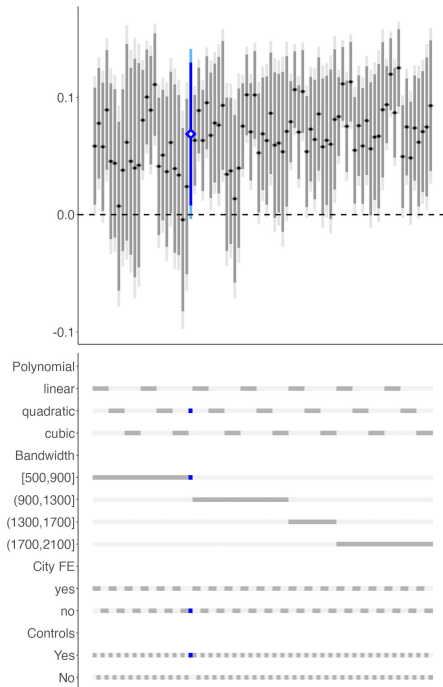 0.1
0.0
-0.1
Polynomial
linear
quadratic
cubic
Bandwidth
[500,900]
(900,1300]
(1300,1700]
(1700,2100]
City FE
yes
no
Controls
Yes
No